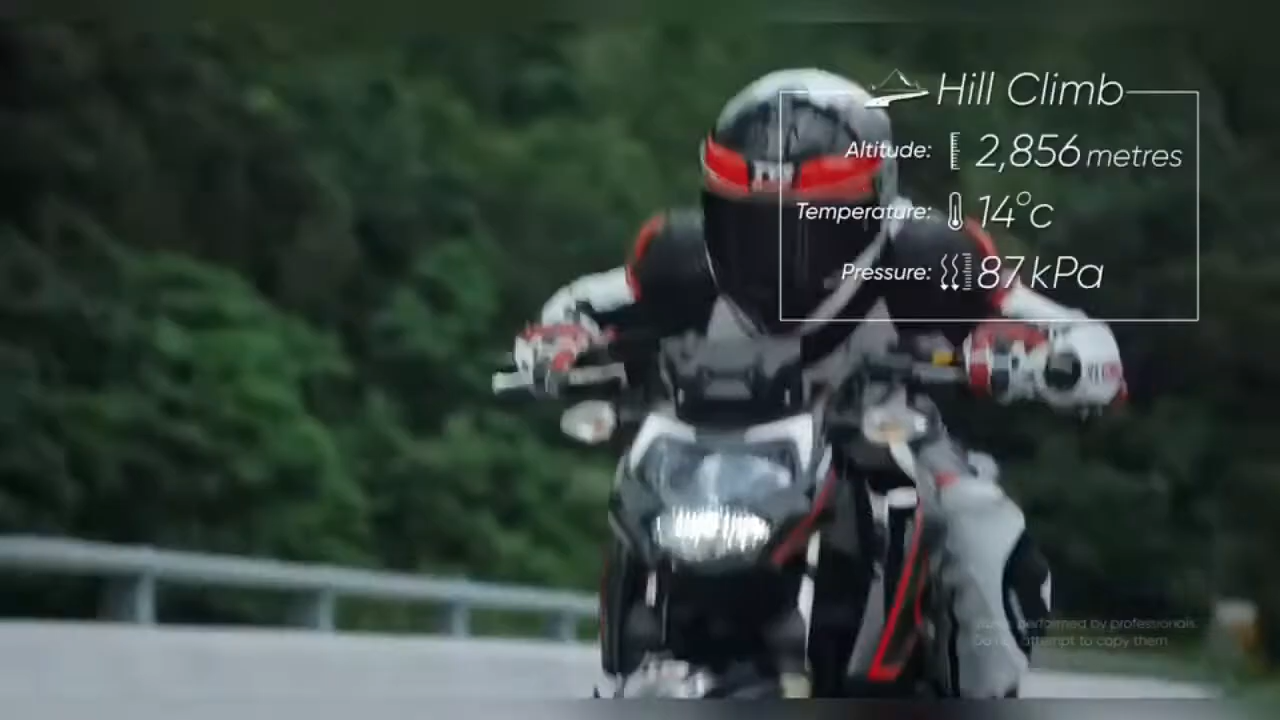 Hill Climb
Altitude: 2,856 metres
Temperature: 14°c
Pressure: 87 kPa
performed by professionals.
attempt to copy them